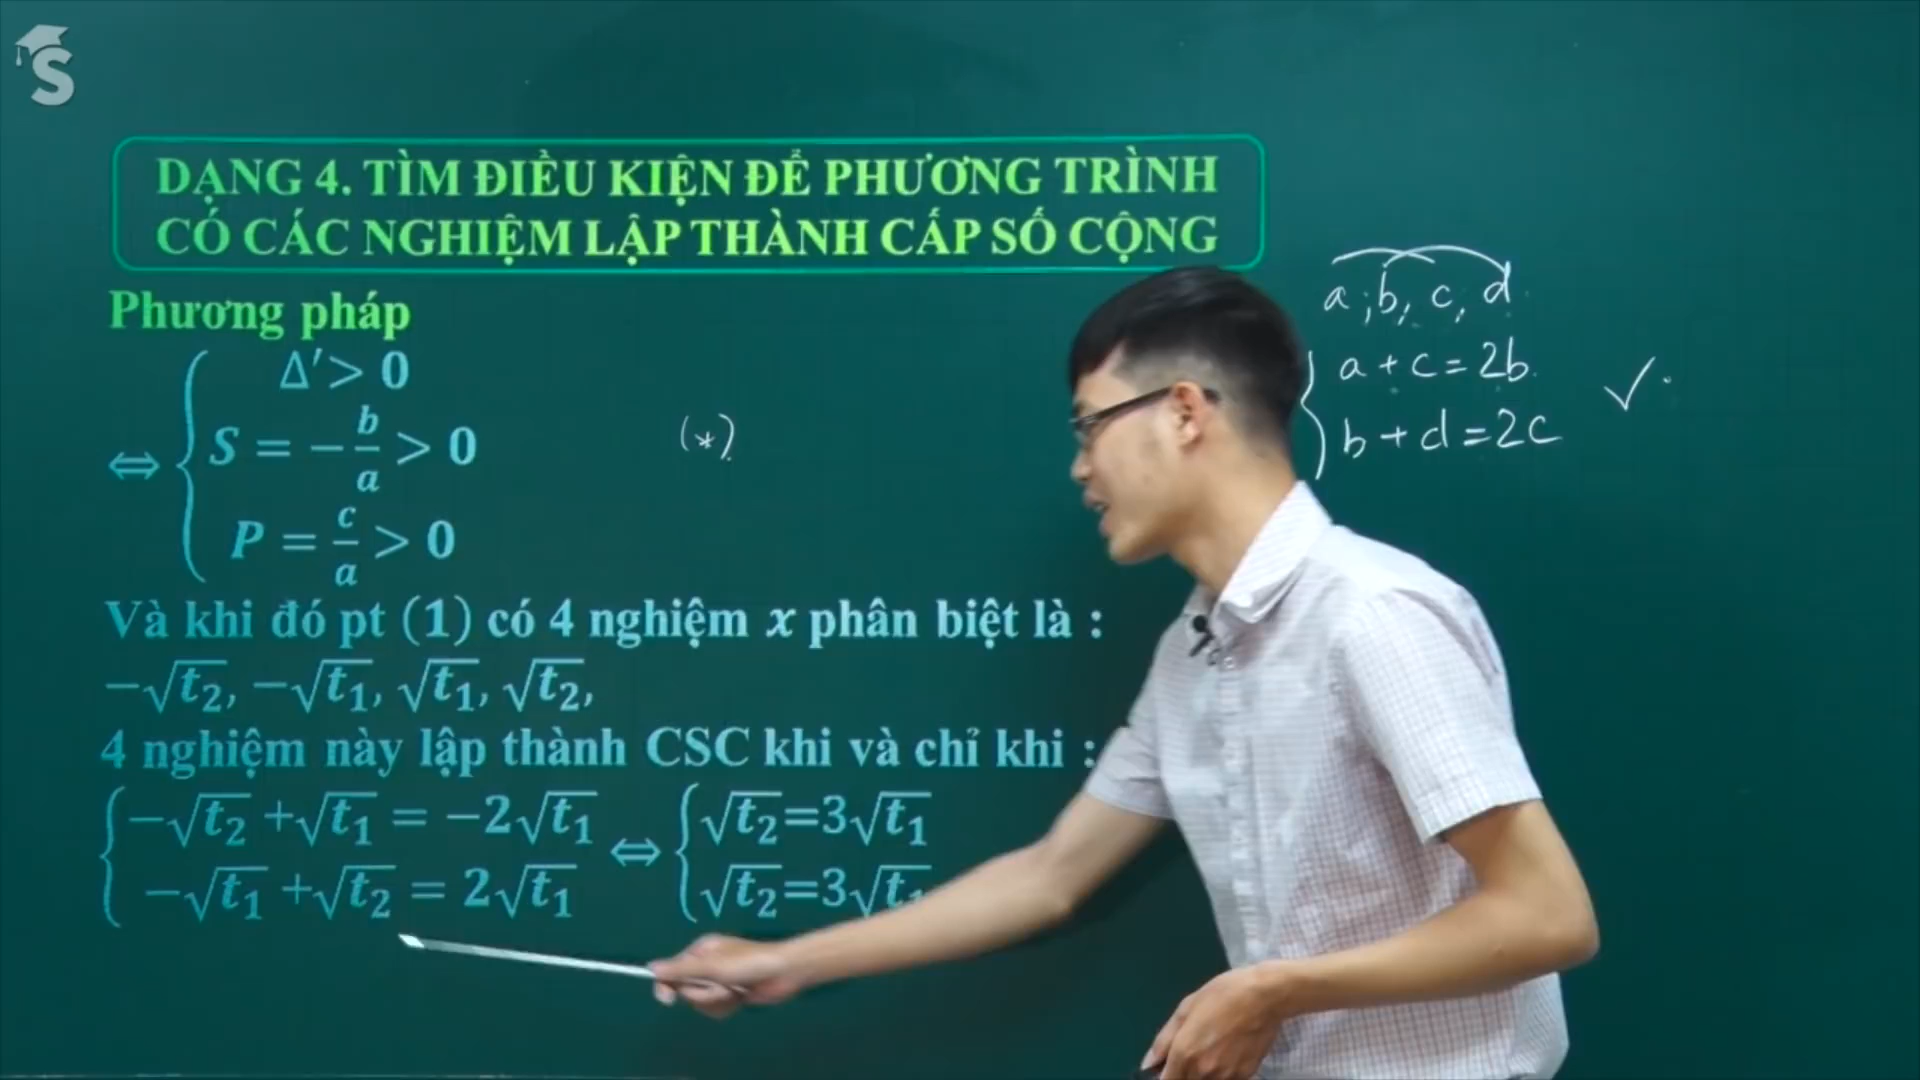 S
DẠNG 4. TÌM ĐIỀU KIỆN ĐỂ PHƯƠNG TRÌNH
CÓ CÁC NGHIỆM LẬP THÀNH CẤP SỐ CỘNG
Phương pháp
⇔ { Δ′ > 0
S = −b/a > 0
P = c/a > 0
(*)
Và khi đó pt (1) có 4 nghiệm x phân biệt là :
−√t₂, −√t₁, √t₁, √t₂,
4 nghiệm này lập thành CSC khi và chỉ khi :
{ −√t₂ +√t₁ = −2√t₁ ⇔ { √t₂=3√t₁
−√t₁ +√t₂ = 2√t₁ √t₂=3√t₁
a, b, c, d
{ a + c = 2b ✓
b + d = 2c